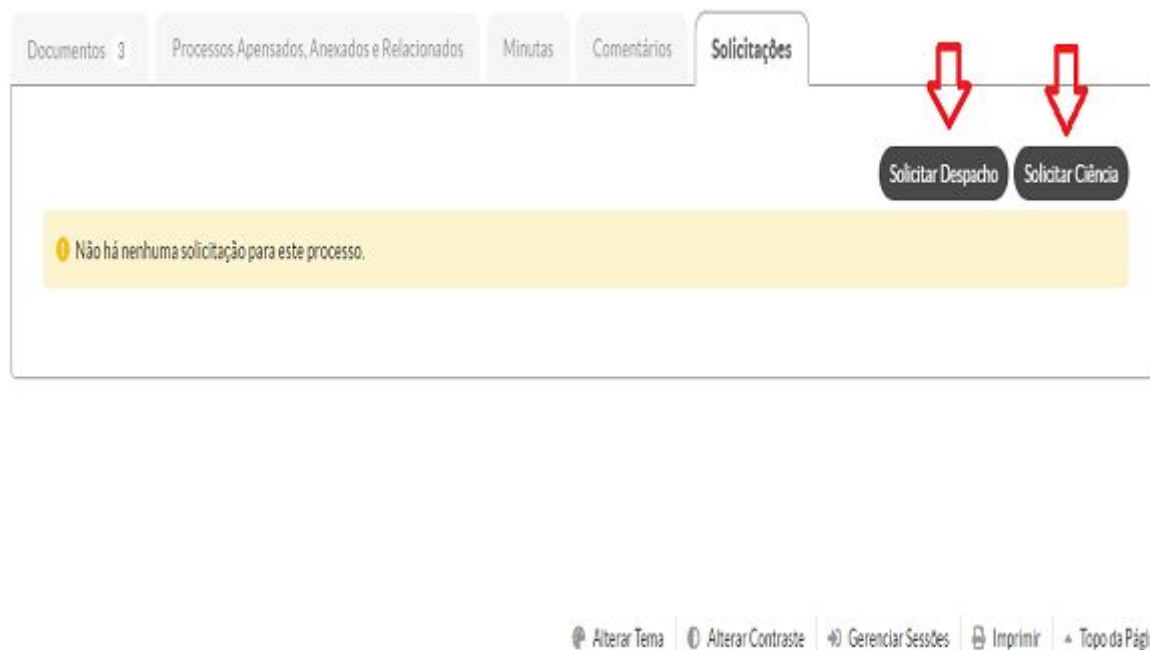 Documentos 3 Processos Apensados, Anexados e Relacionados Minutas Comentários Solicitações
Solicitar Despacho Solicitar Ciência
Não há nenhuma solicitação para este processo.
Alterar Tema Alterar Contraste Gerenciar Sessões Imprimir Topo da Pági